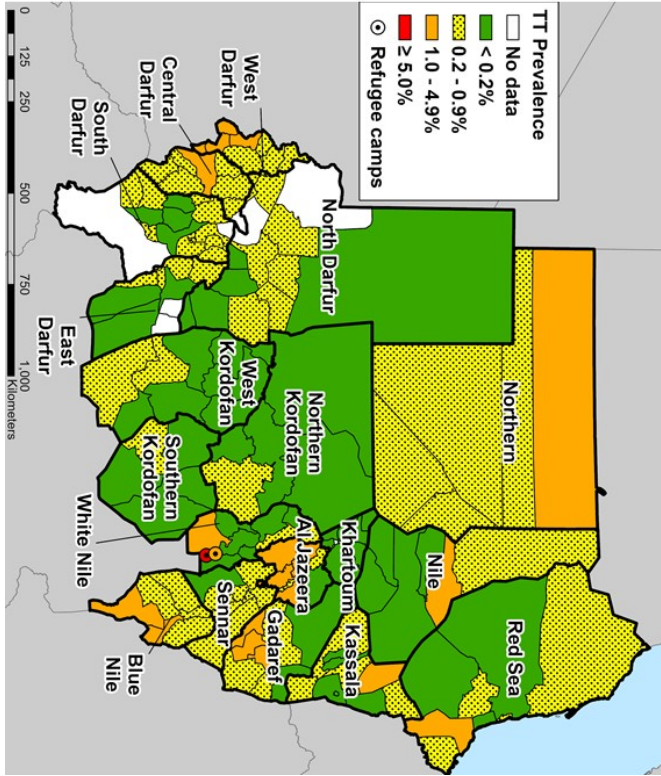 TT Prevalence
No data
< 0.2%
0.2 - 0.9%
1.0 - 4.9%
≥ 5.0%
Refugee camps
Northern
Red Sea
Nile
North Darfur
Northern
Kordofan
Khartoum
Kassala
Al Jazeera
Gadaref
West
Darfur
West
Kordofan
Central
Darfur
Sennar
South
Darfur
East
Darfur
Southern
Kordofan
White Nile
Blue
Nile
0 125 250 500 750 1,000
Kilometers